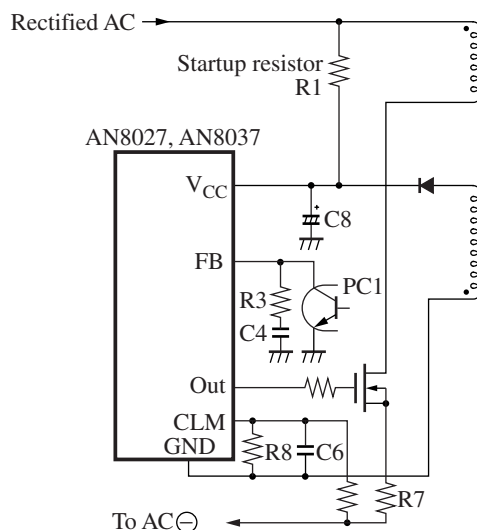 Rectified AC
Startup resistor
R1
AN8027, AN8037
VCC
C8
FB
PC1
R3
C4
Out
CLM
GND
R8
C6
R7
To AC⊖